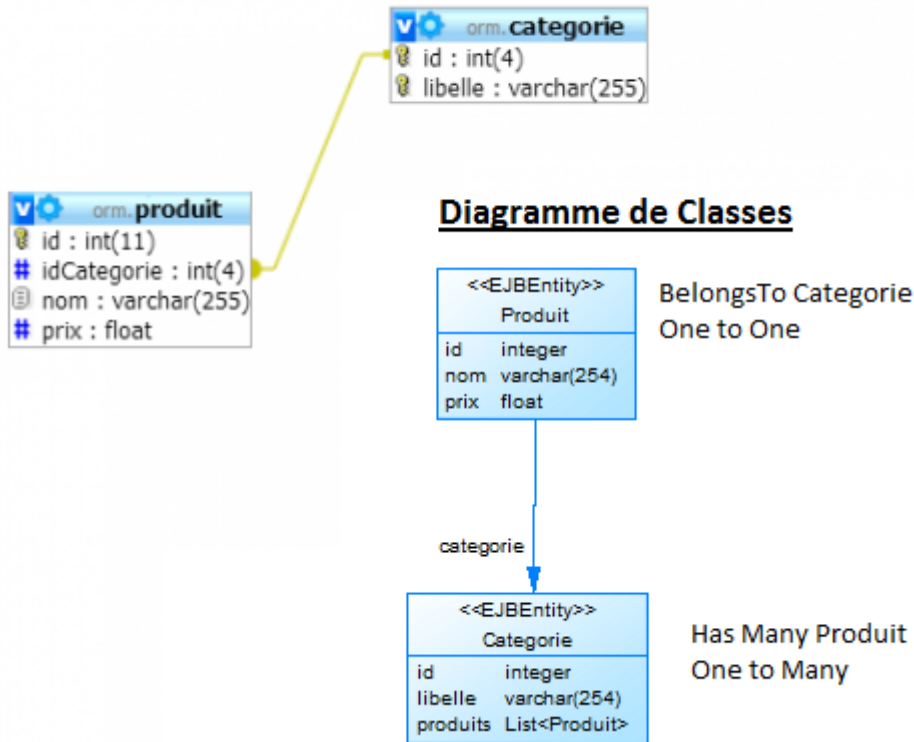 orm.categorie
id : int(4)
libelle : varchar(255)
orm.produit
id : int(11)
# idCategorie : int(4)
nom : varchar(255)
# prix : float
Diagramme de Classes
<<EJBEntity>>
Produit
id integer
nom varchar(254)
prix float
BelongsTo Categorie
One to One
categorie
<<EJBEntity>>
Categorie
id integer
libelle varchar(254)
produits List<Produit>
Has Many Produit
One to Many